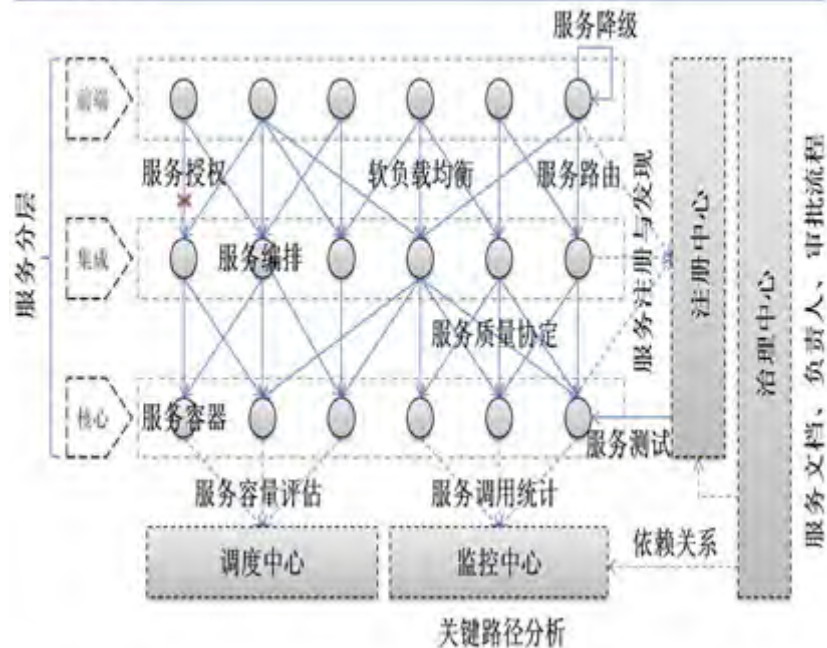 服务降级
前端
服务授权
软负载均衡
服务路由
服务分层
集成
服务编排
服务注册与发现
注册中心
治理中心
服务文档、负责人、审批流程
服务质量协定
核心
服务容器
服务测试
服务容量评估
服务调用统计
调度中心
监控中心
依赖关系
关键路径分析